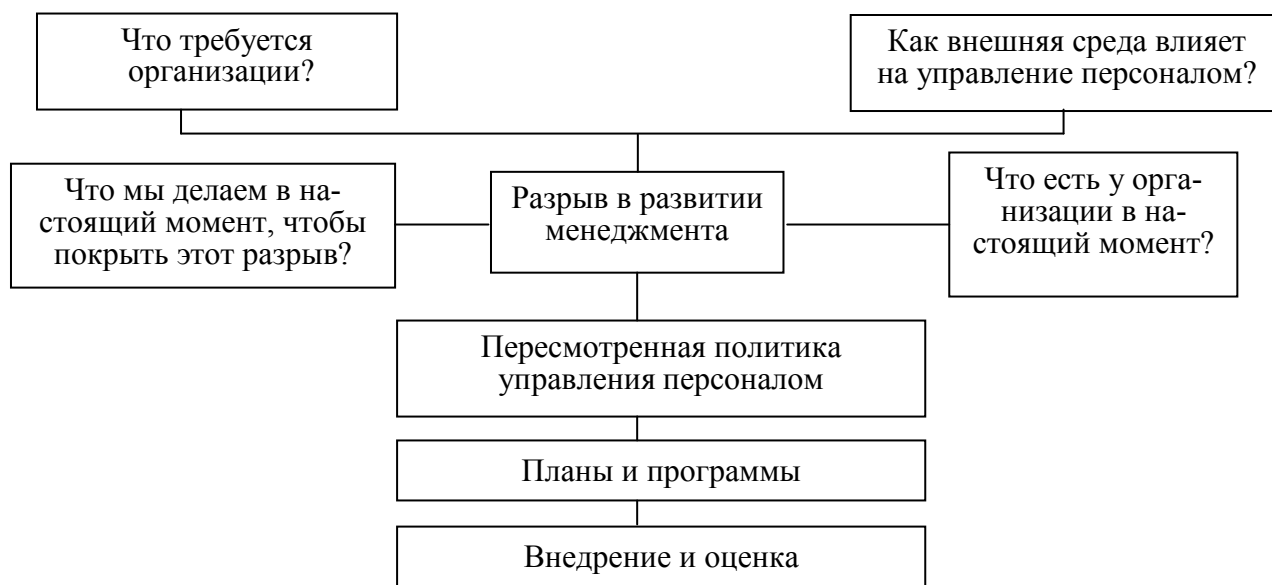 Что требуется
организации?
Как внешняя среда влияет
на управление персоналом?
Что мы делаем в на-
стоящий момент, чтобы
покрыть этот разрыв?
Разрыв в развитии
менеджмента
Что есть у орга-
низации в на-
стоящий момент?
Пересмотренная политика
управления персоналом
Планы и программы
Внедрение и оценка